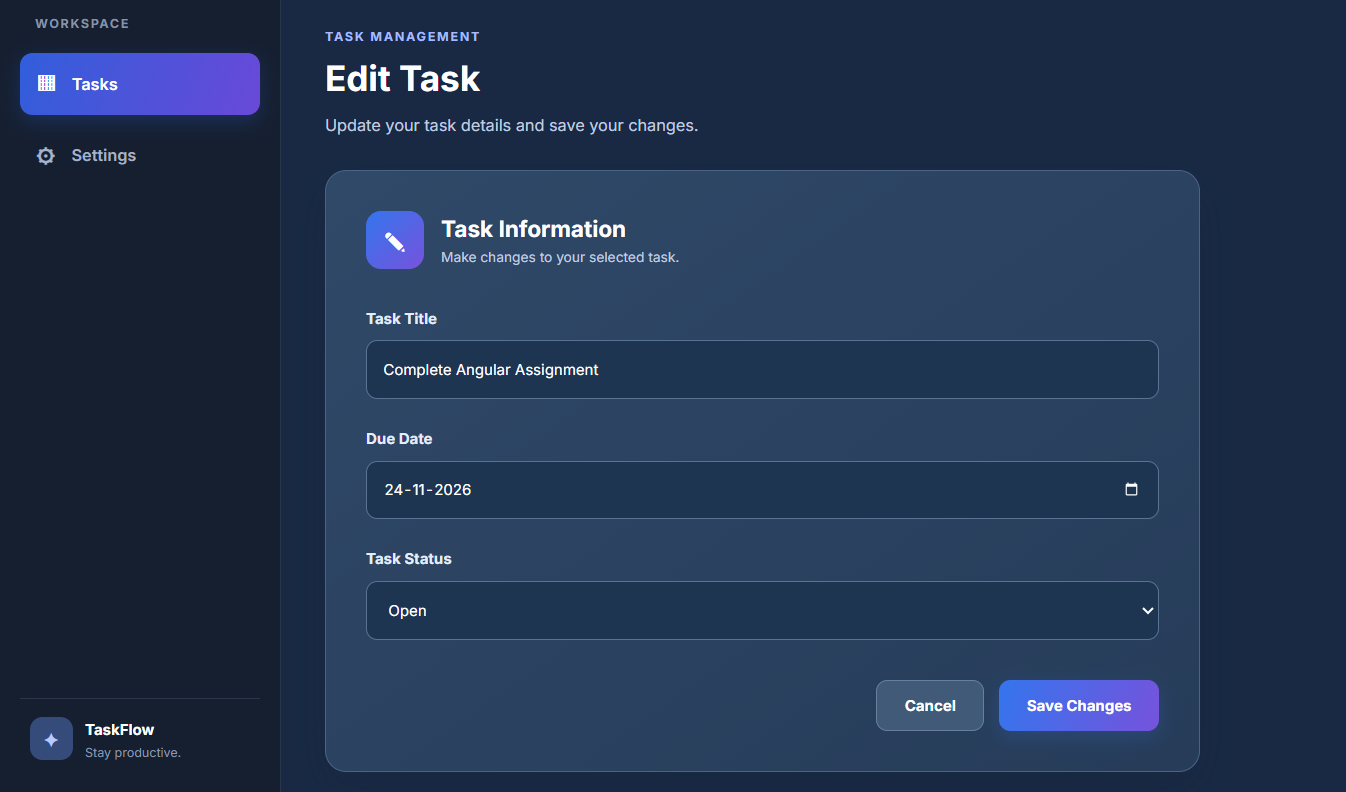 WORKSPACE
Tasks
Settings
TaskFlow
Stay productive.
TASK MANAGEMENT
Edit Task
Update your task details and save your changes.
Task Information
Make changes to your selected task.
Task Title
Complete Angular Assignment
Due Date
24-11-2026
Task Status
Open
Cancel
Save Changes